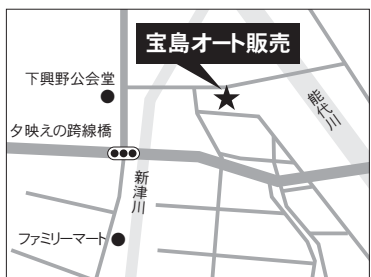 宝島オート販売
下興野公会堂
能代川
夕映えの跨線橋
新津川
ファミリーマート